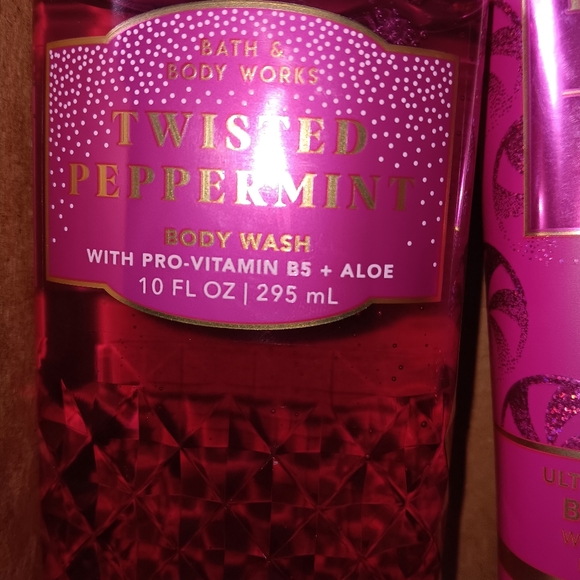 BATH &
BODY WORKS
TWISTED
PEPPERMINT
BODY WASH
WITH PRO-VITAMIN B5 + ALOE
10 FL OZ | 295 mL